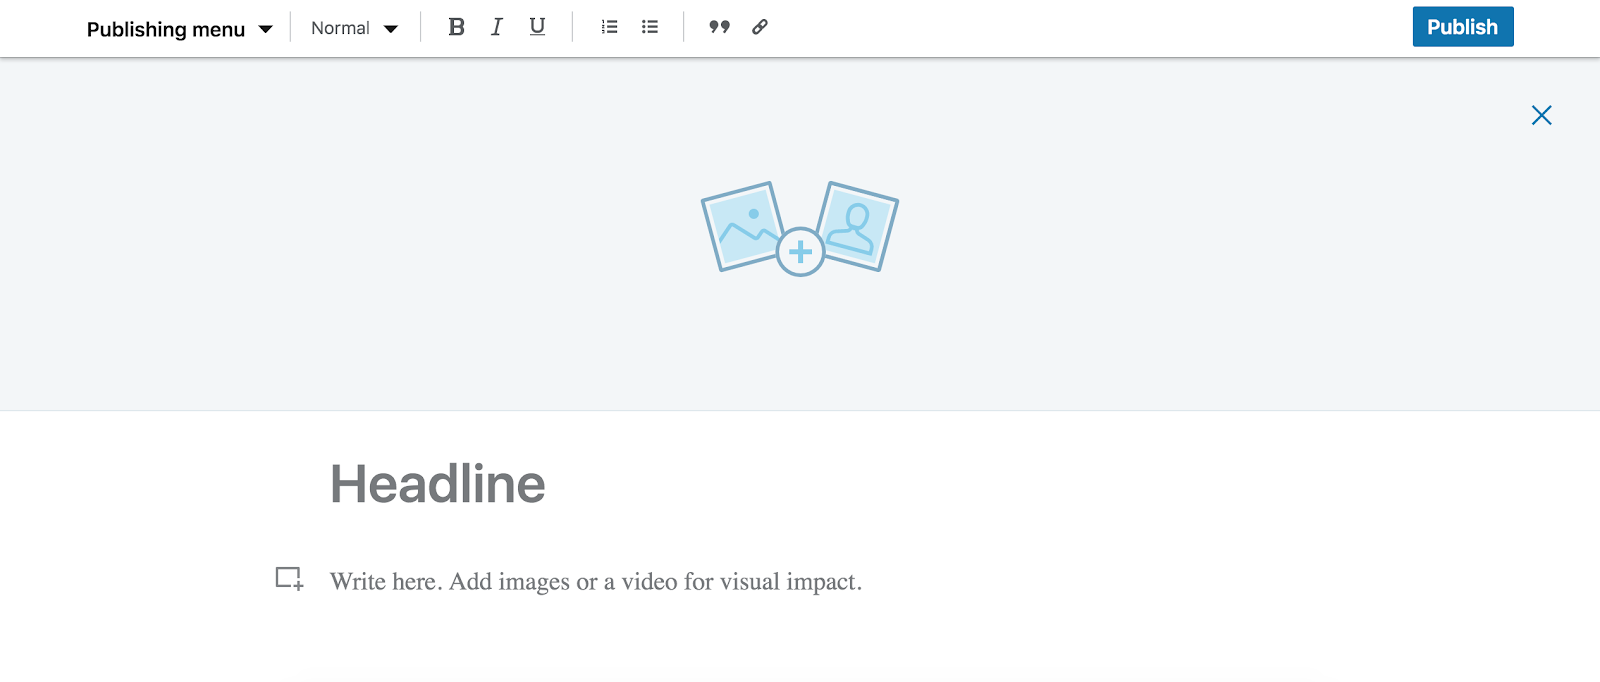 Publishing menu Normal B I U Publish
Headline
Write here. Add images or a video for visual impact.